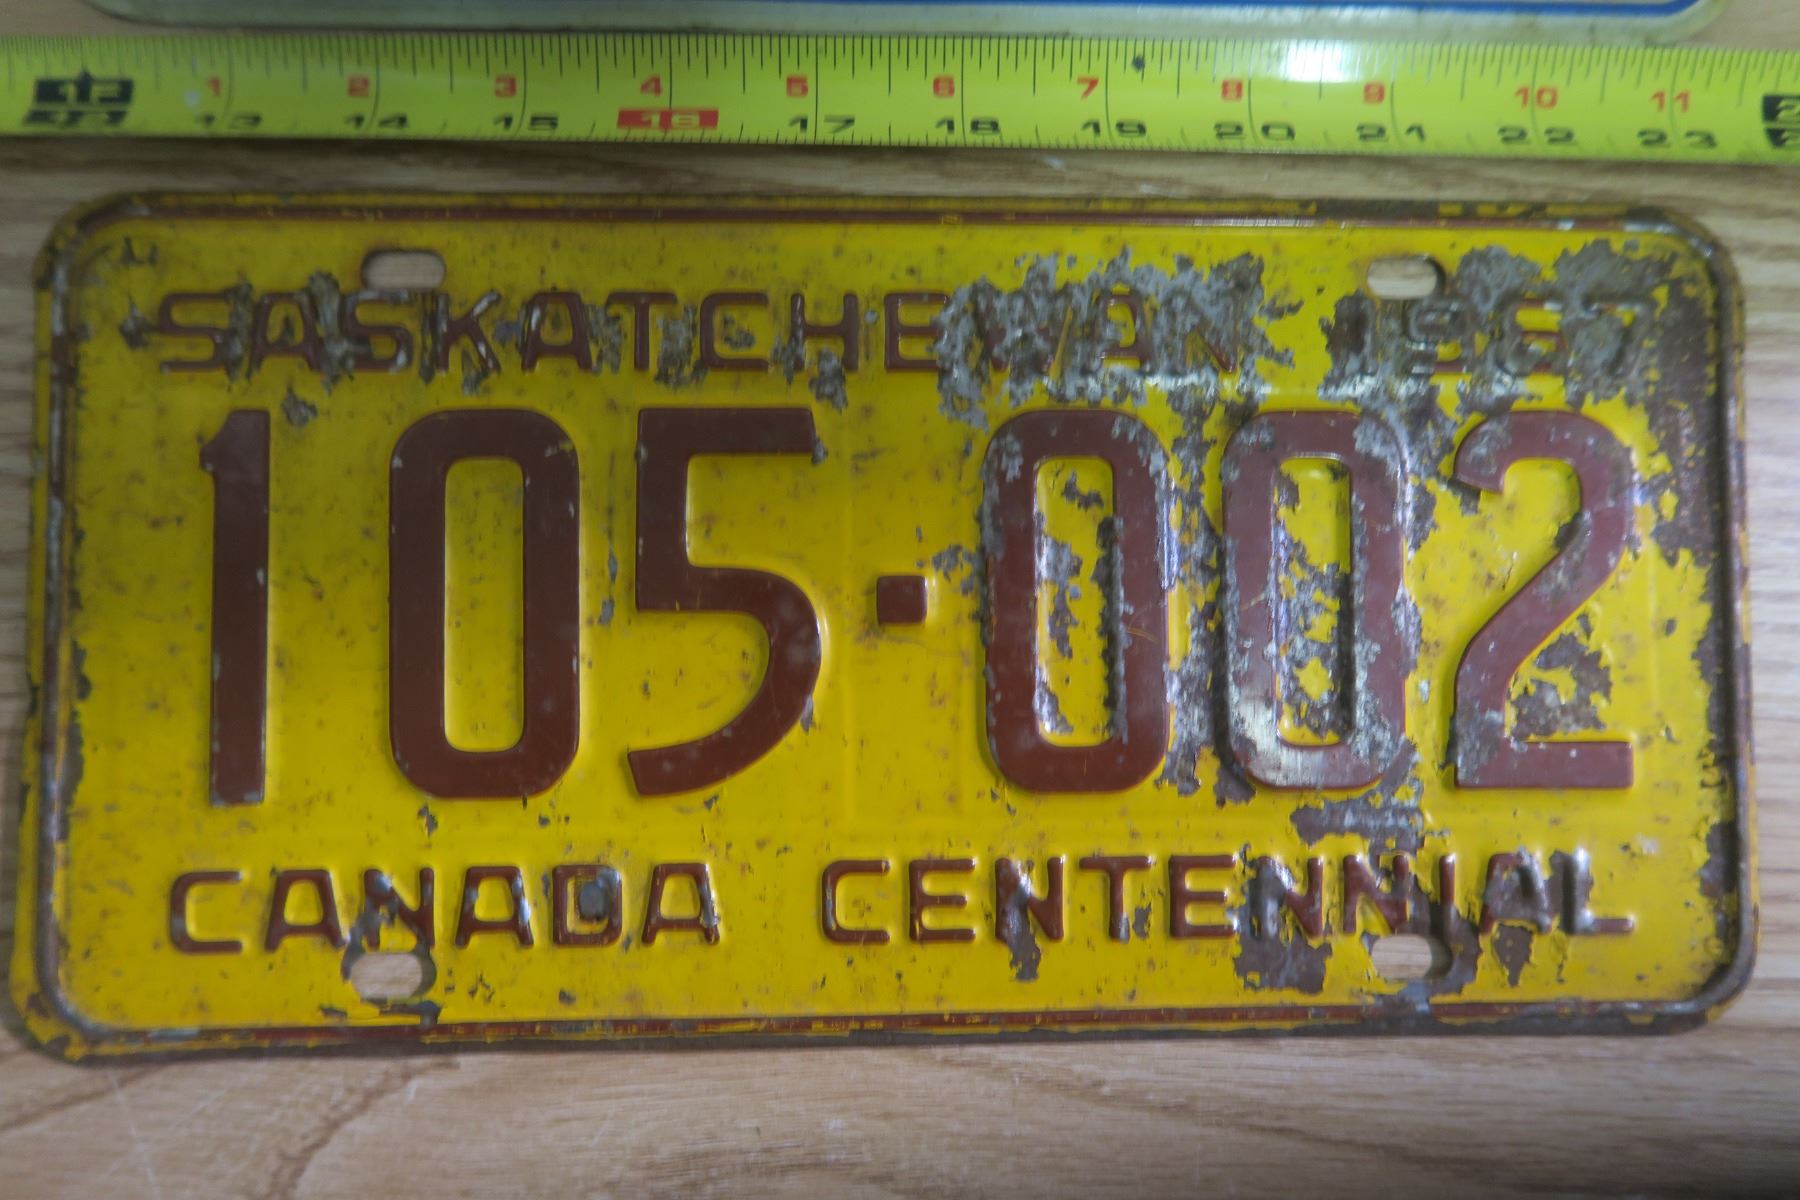 1 2 3 4 5 6 7 8 9 10 11
13 14 15 16 17 18 19 20 21 22 23
SASKATCHEWAN 1967
105·002
CANADA CENTENNIAL